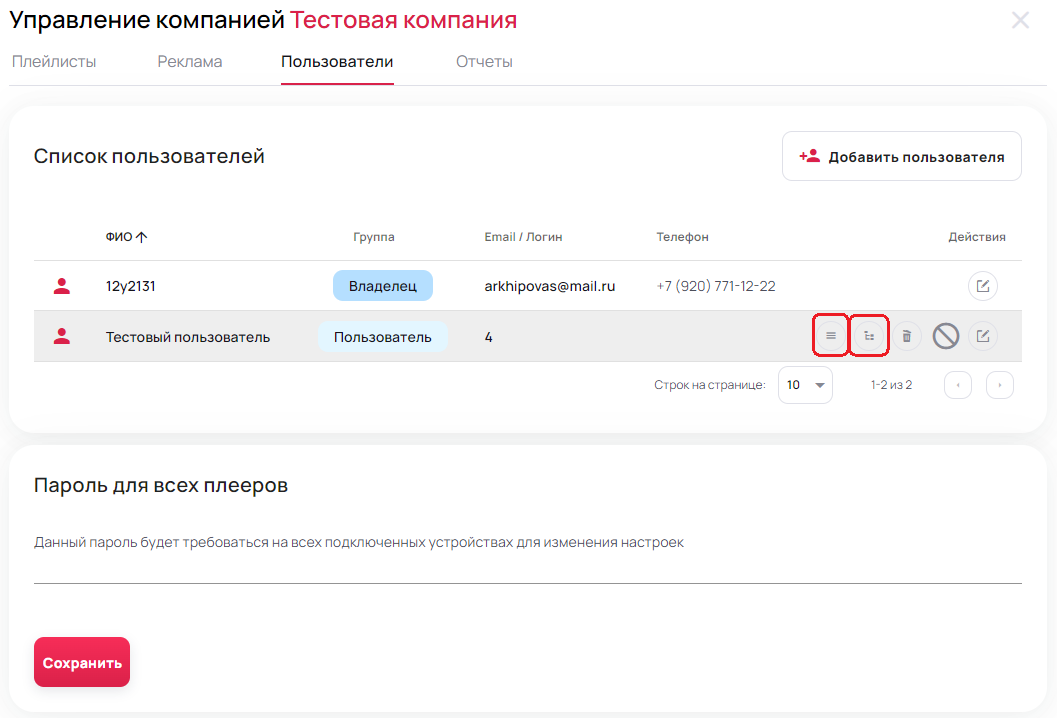 Управление компанией Тестовая компания
Плейлисты Реклама Пользователи Отчеты
Список пользователей
Добавить пользователя
ФИО Группа Email / Логин Телефон Действия
12у2131 Владелец arkhipovas@mail.ru +7 (920) 771-12-22
Тестовый пользователь Пользователь 4
Строк на странице: 10 1-2 из 2
Пароль для всех плееров
Данный пароль будет требоваться на всех подключенных устройствах для изменения настроек
Сохранить